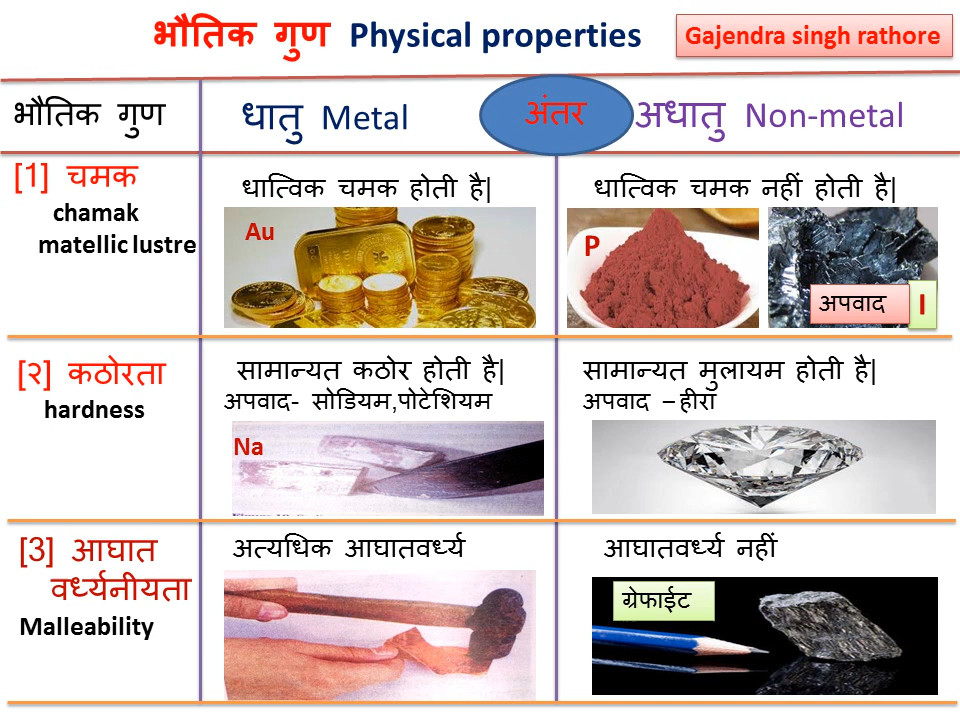 भौतिक गुण Physical properties
Gajendra singh rathore
भौतिक गुण
धातु Metal
अंतर
अधातु Non-metal
[1] चमक
chamak
matellic lustre
धात्विक चमक होती है|
Au
धात्विक चमक नहीं होती है|
P
अपवाद
I
[२] कठोरता
hardness
सामान्यत कठोर होती है|
अपवाद- सोडियम,पोटेशियम
Na
सामान्यत मुलायम होती है|
अपवाद –हीरा
[3] आघात
वर्ध्यनीयता
Malleability
अत्यधिक आघातवर्ध्य
आघातवर्ध्य नहीं
ग्रेफाईट